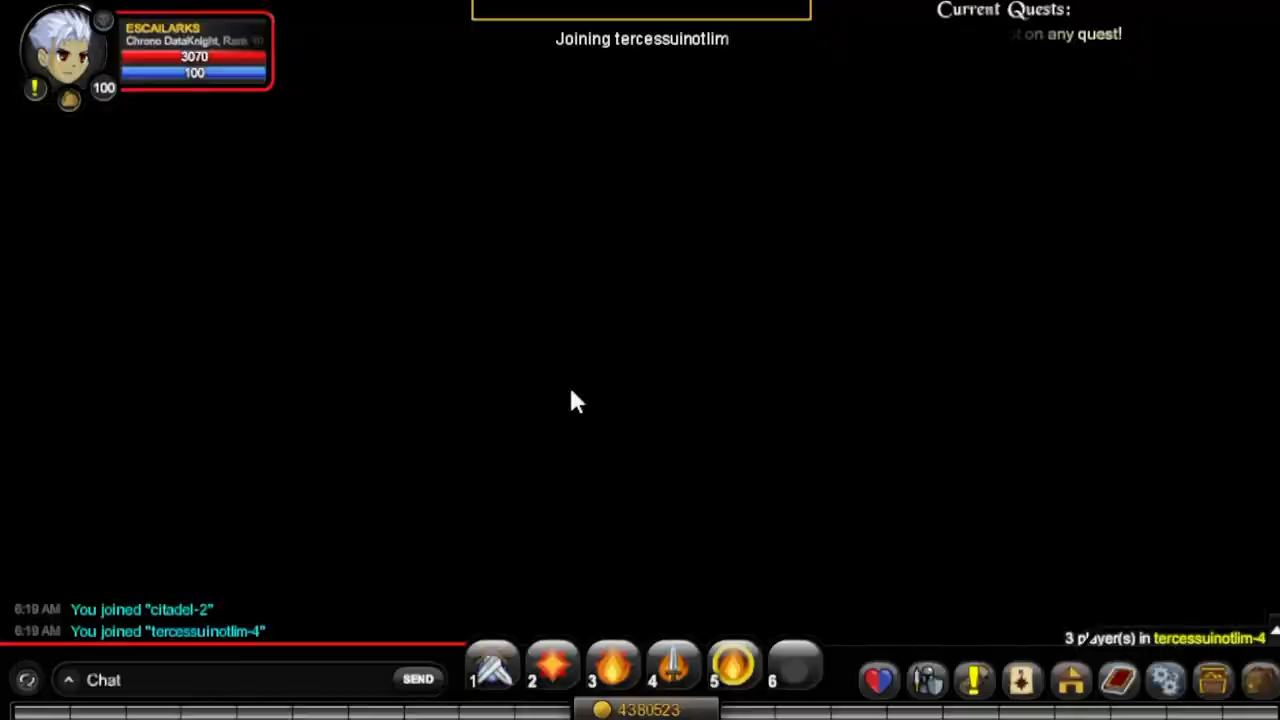 ESCAILARKS
Chrono DataKnight, Rank 10
3070
100
100
Joining tercessuinotlim
Current Quests:
on any quest!
6:19 AM You joined "citadel-2"
6:19 AM You joined "tercessuinotlim-4"
3 player(s) in tercessuinotlim-4
Chat
SEND
1
2
3
4
5
6
4380523